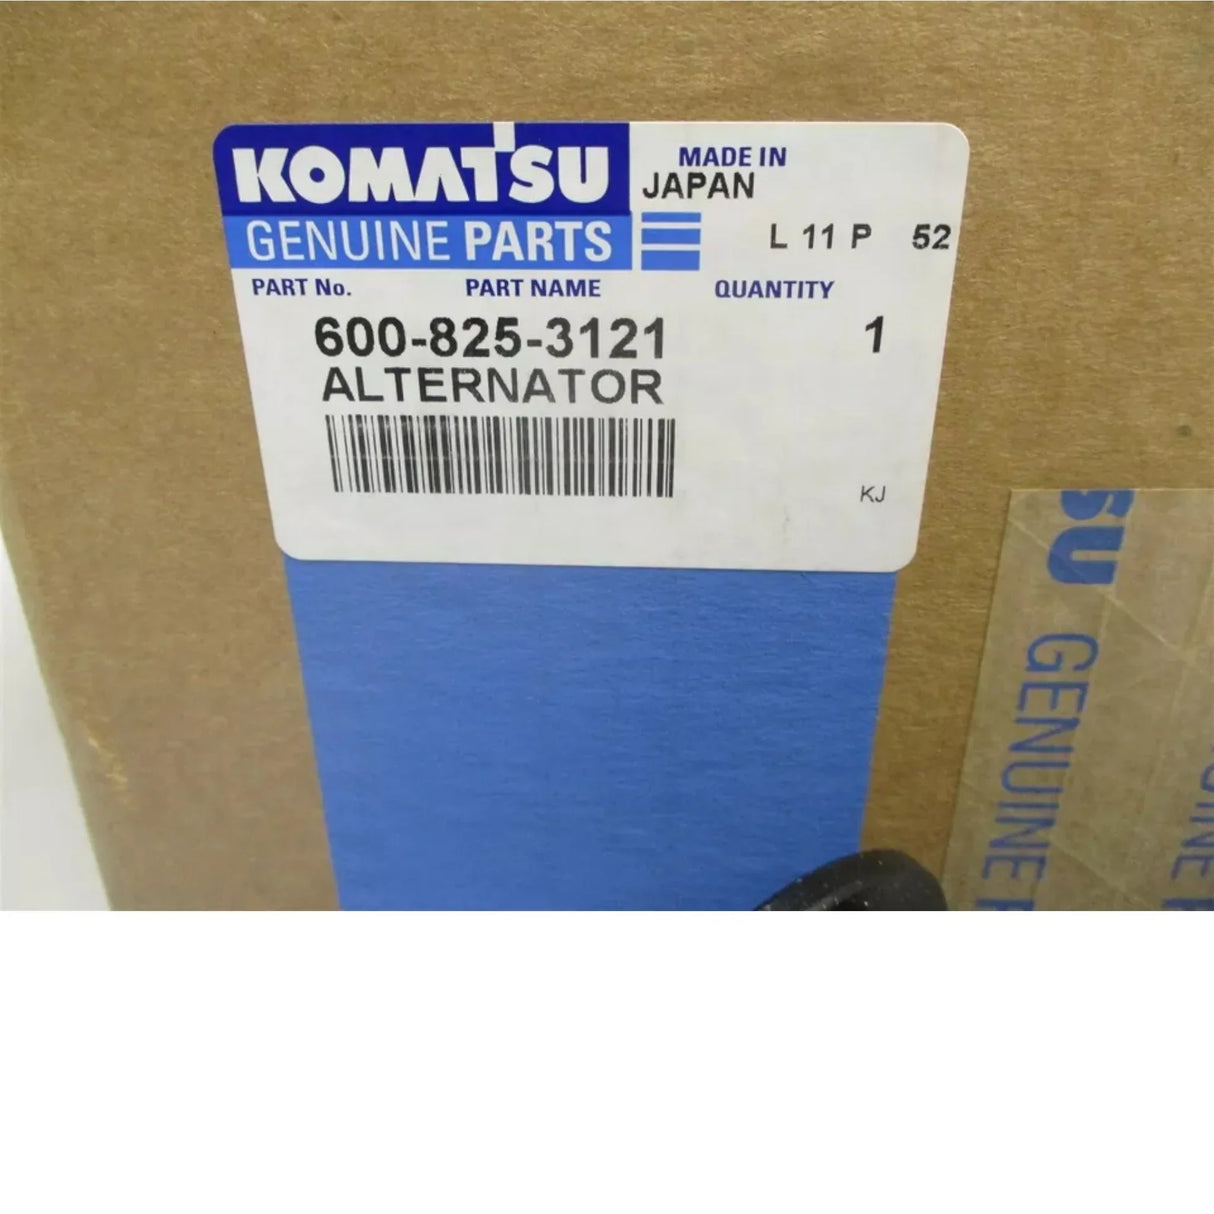 KOMATSU
GENUINE PARTS
MADE IN
JAPAN
L 11 P 52
PART No. PART NAME QUANTITY
600-825-3121 1
ALTERNATOR
KJ
SU GENUINE